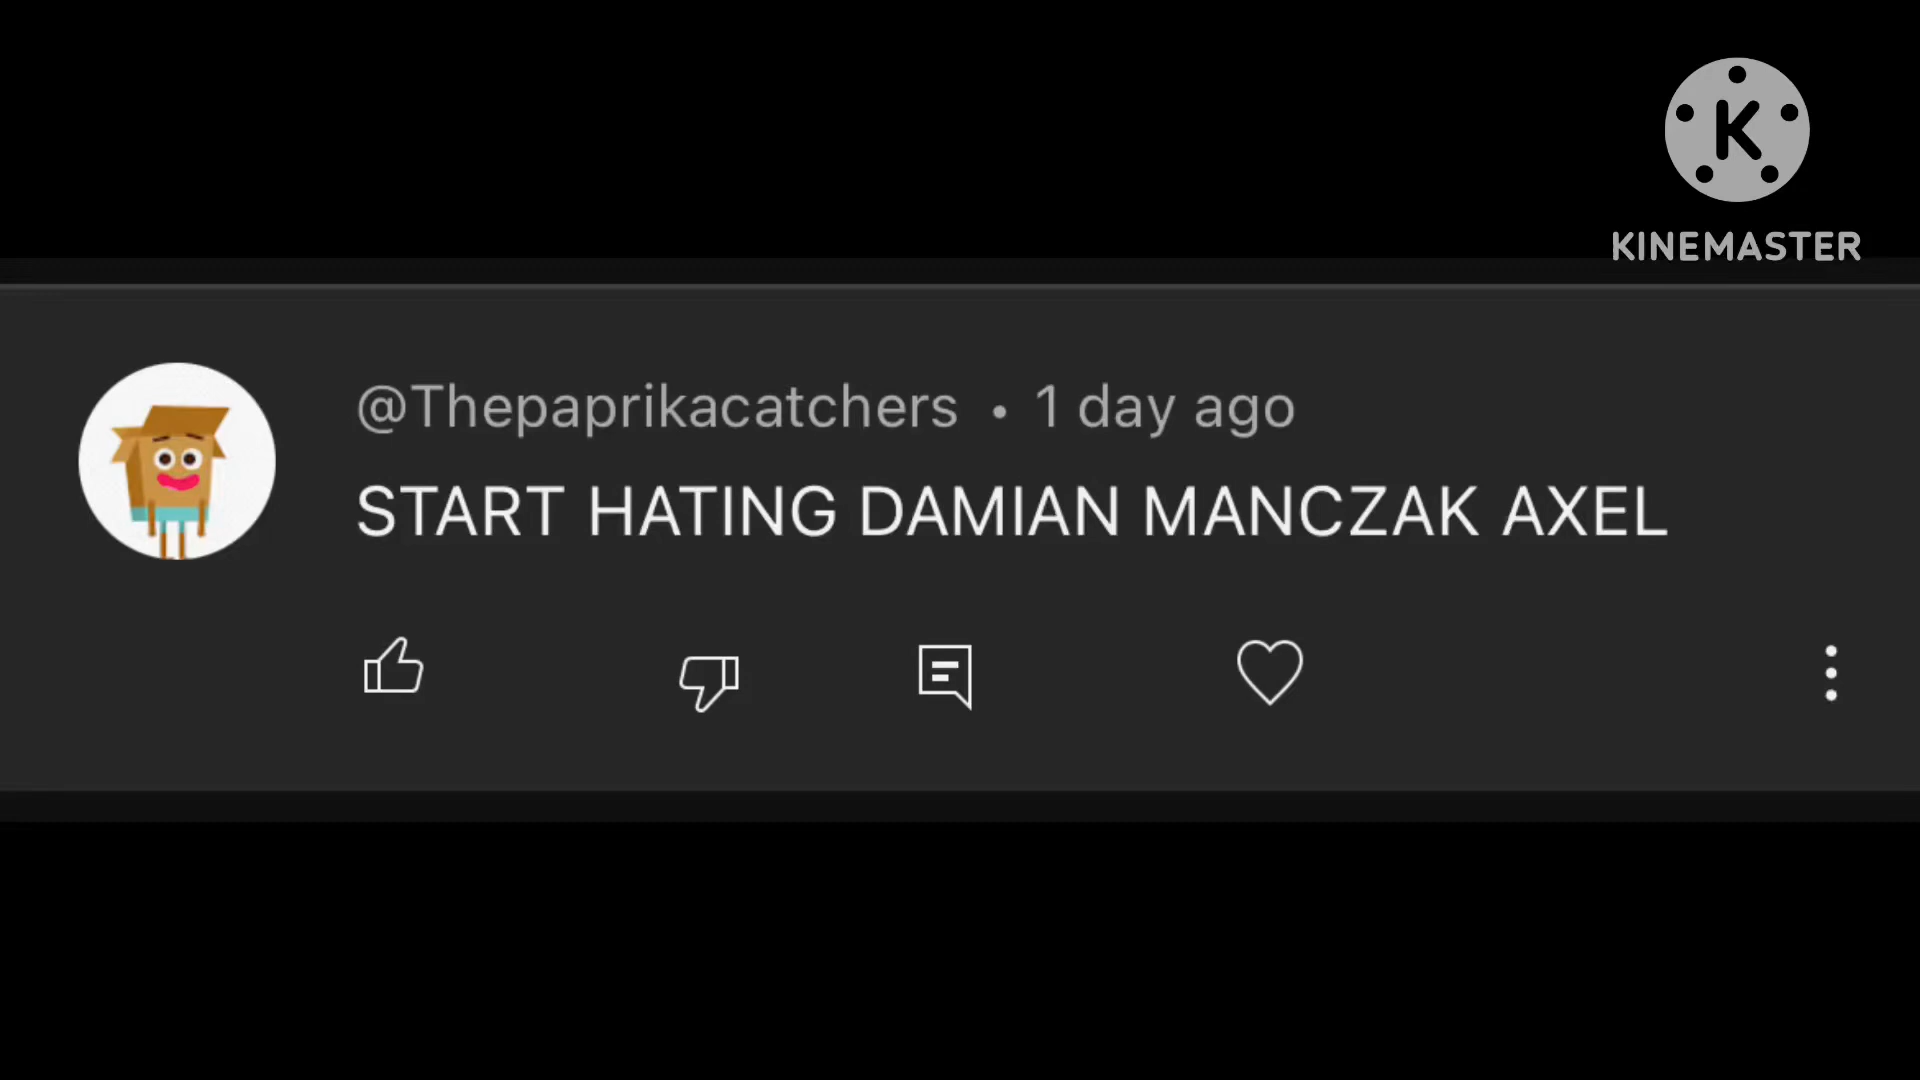 K
KINEMASTER
@Thepaprikacatchers • 1 day ago
START HATING DAMIAN MANCZAK AXEL